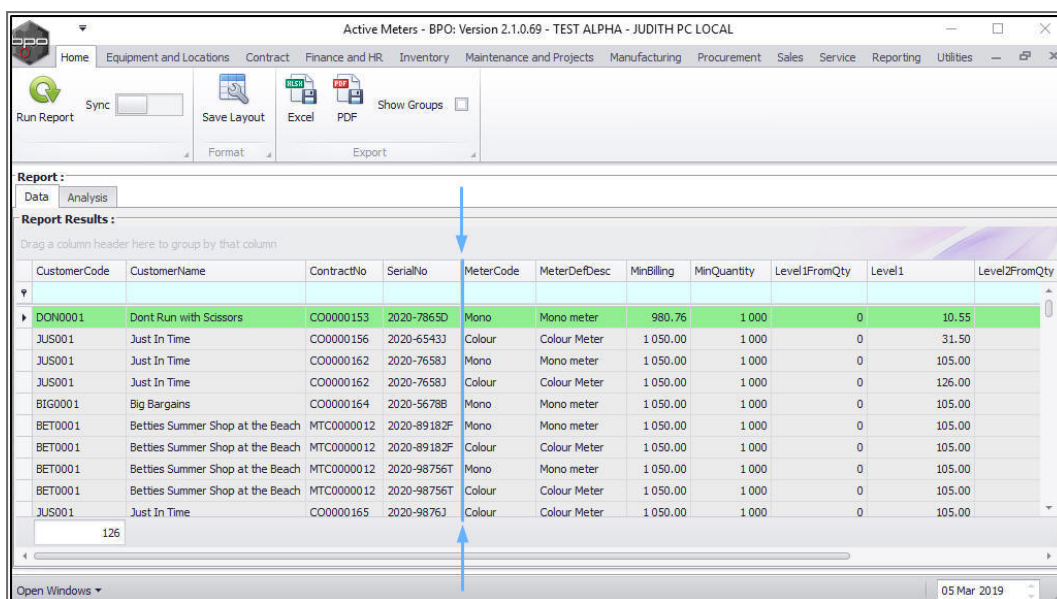 Active Meters - BPO: Version 2.1.0.69 - TEST ALPHA - JUDITH PC LOCAL
bpo
Home Equipment and Locations Contract Finance and HR Inventory Maintenance and Projects Manufacturing Procurement Sales Service Reporting Utilities
XLSX PDF
Run Report Sync Save Layout Excel PDF Show Groups
Format Export
Report :
Data Analysis
Report Results :
Drag a column header here to group by that column
CustomerCode CustomerName ContractNo SerialNo MeterCode MeterDefDesc MinBilling MinQuantity Level1FromQty Level1 Level2FromQty
DON0001 Dont Run with Scissors CO0000153 2020-7865D Mono Mono meter 980.76 1 000 0 10.55
JUS001 Just In Time CO0000156 2020-6543J Colour Colour Meter 1 050.00 1 000 0 31.50
JUS001 Just In Time CO0000162 2020-7658J Mono Mono meter 1 050.00 1 000 0 105.00
JUS001 Just In Time CO0000162 2020-7658J Colour Colour Meter 1 050.00 1 000 0 126.00
BIG0001 Big Bargains CO0000164 2020-5678B Mono Mono meter 1 050.00 1 000 0 105.00
BET0001 Betties Summer Shop at the Beach MTC0000012 2020-89182F Mono Mono meter 1 050.00 1 000 0 105.00
BET0001 Betties Summer Shop at the Beach MTC0000012 2020-89182F Colour Colour Meter 1 050.00 1 000 0 105.00
BET0001 Betties Summer Shop at the Beach MTC0000012 2020-98756T Mono Mono meter 1 050.00 1 000 0 105.00
BET0001 Betties Summer Shop at the Beach MTC0000012 2020-98756T Colour Colour Meter 1 050.00 1 000 0 105.00
JUS001 Just In Time CO0000165 2020-9876J Colour Colour Meter 1 050.00 1 000 0 105.00
126
Open Windows 05 Mar 2019